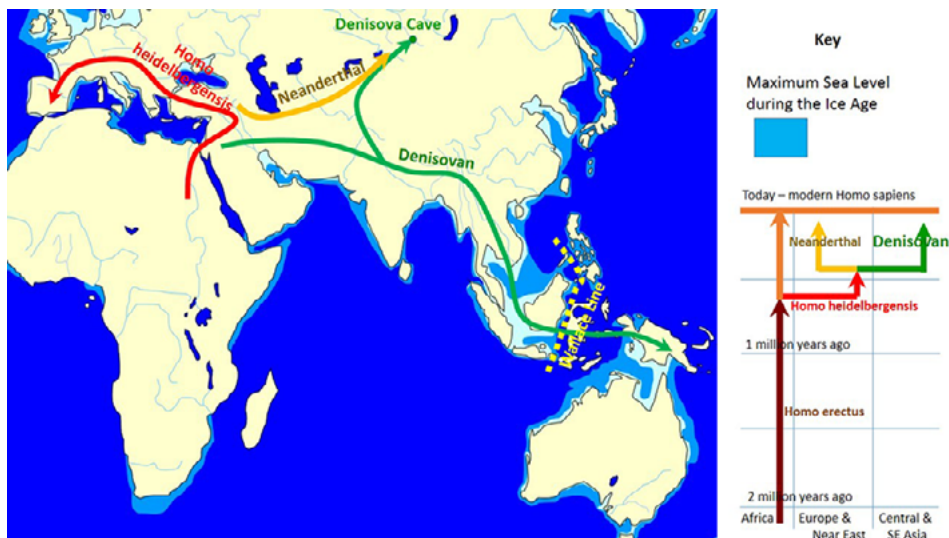 Denisova Cave
Homo
heidelbergensis
Neanderthal
Denisovan
Wallace Line
Key
Maximum Sea Level
during the Ice Age
Today – modern Homo sapiens
Neanderthal
Denisovan
Homo heidelbergensis
1 million years ago
Homo erectus
2 million years ago
Africa
Europe &
Near East
Central &
SE Asia